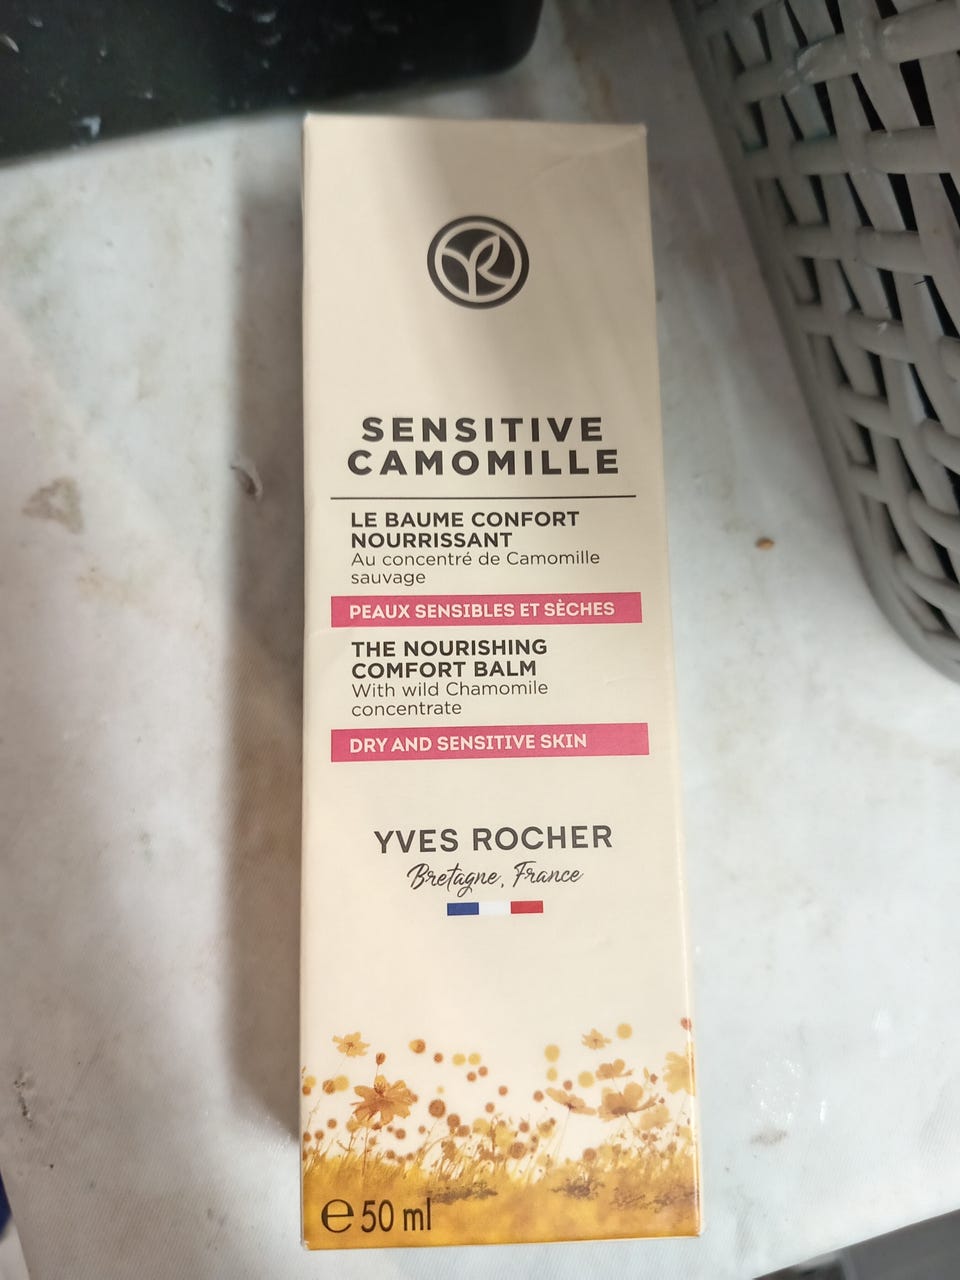 YR
SENSITIVE
CAMOMILLE
LE BAUME CONFORT
NOURRISSANT
Au concentré de Camomille
sauvage
PEAUX SENSIBLES ET SÈCHES
THE NOURISHING
COMFORT BALM
With wild Chamomile
concentrate
DRY AND SENSITIVE SKIN
YVES ROCHER
Bretagne, France
℮ 50 ml